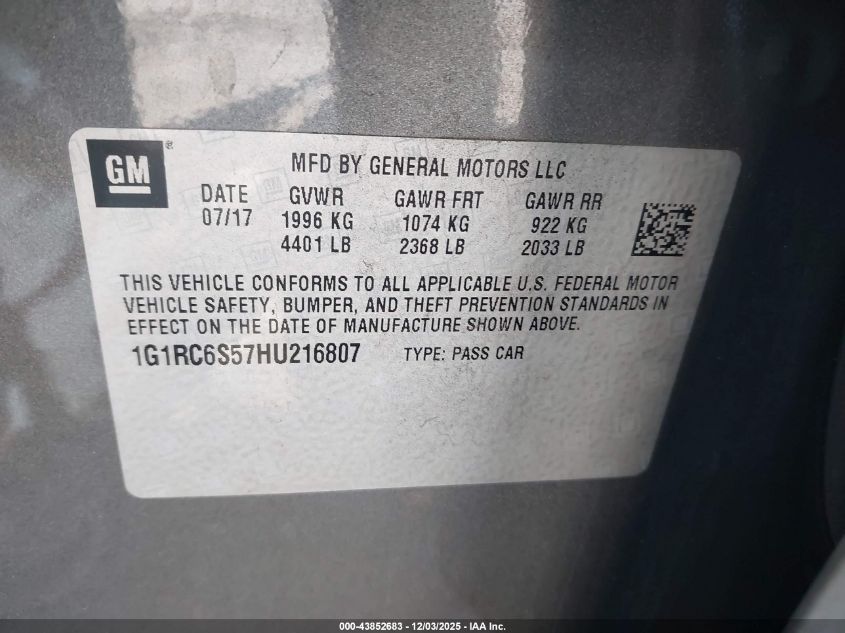 GM ®
MFD BY GENERAL MOTORS LLC
DATE GVWR GAWR FRT GAWR RR
07/17 1996 KG 1074 KG 922 KG
4401 LB 2368 LB 2033 LB
THIS VEHICLE CONFORMS TO ALL APPLICABLE U.S. FEDERAL MOTOR
VEHICLE SAFETY, BUMPER, AND THEFT PREVENTION STANDARDS IN
EFFECT ON THE DATE OF MANUFACTURE SHOWN ABOVE.
1G1RC6S57HU216807 TYPE: PASS CAR
000-43852683 - 12/03/2025 - IAA Inc.